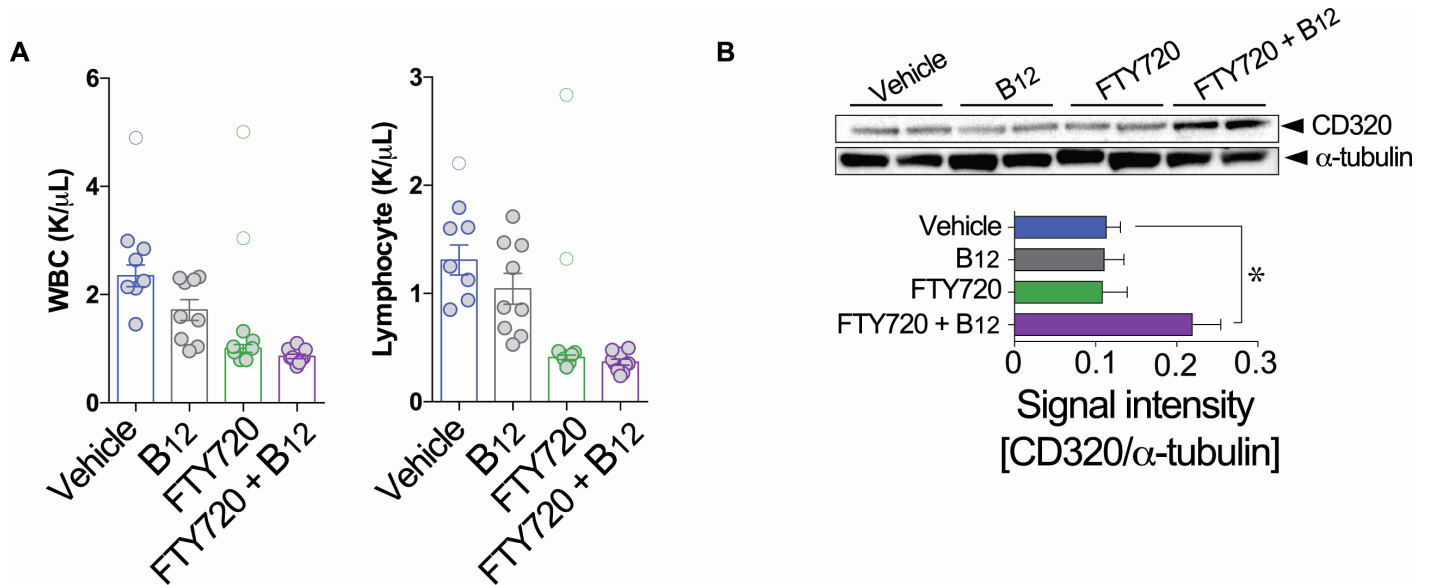 A
6
4
2
0
WBC (K/μL)
Vehicle
B12
FTY720
FTY720 + B12
3
2
1
0
Lymphocyte (K/μL)
Vehicle
B12
FTY720
FTY720 + B12
B
Vehicle
B12
FTY720
FTY720 + B12
CD320
α-tubulin
Vehicle
B12
FTY720
FTY720 + B12
*
0 0.1 0.2 0.3
Signal intensity
[CD320/α-tubulin]